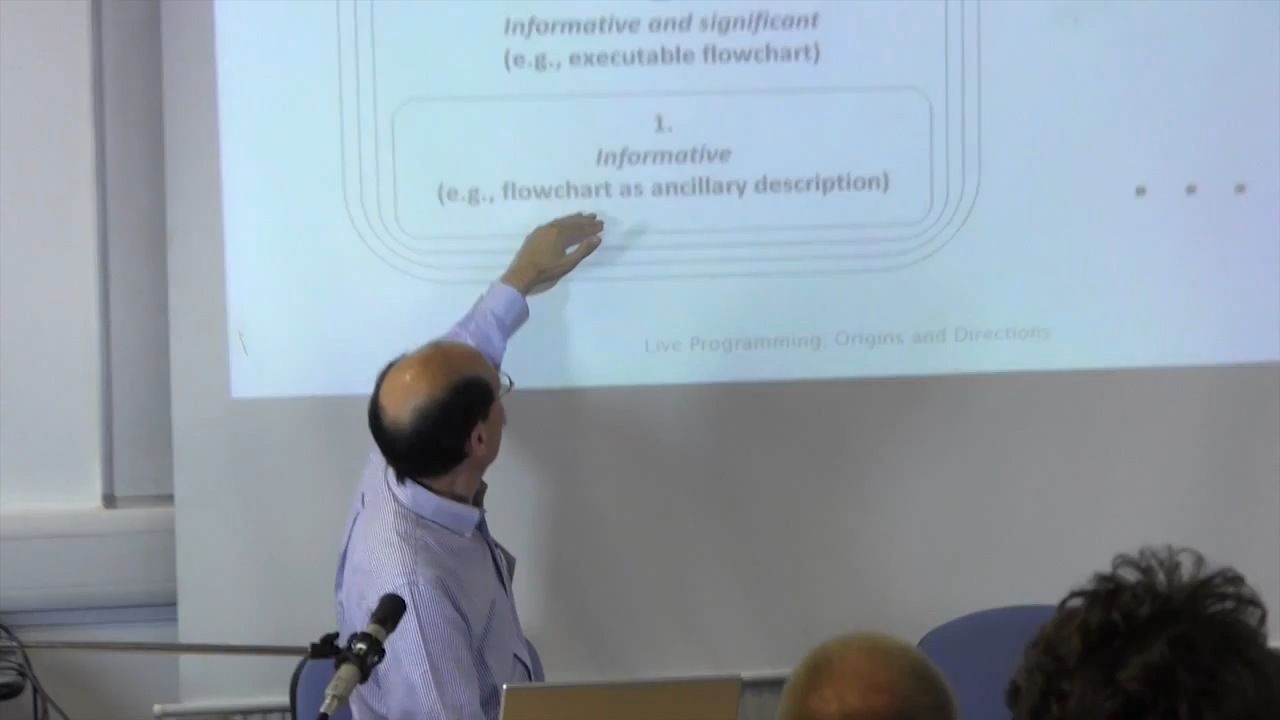 Informative and significant
(e.g., executable flowchart)
1.
Informative
(e.g., flowchart as ancillary description)
Live Programming: Origins and Directions